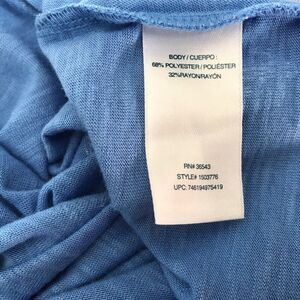 BODY / CUERPO :
68% POLYESTER / POLIÉSTER
32%RAYON/RAYÓN
RN# 36543
STYLE# 1503776
UPC: 746194975419